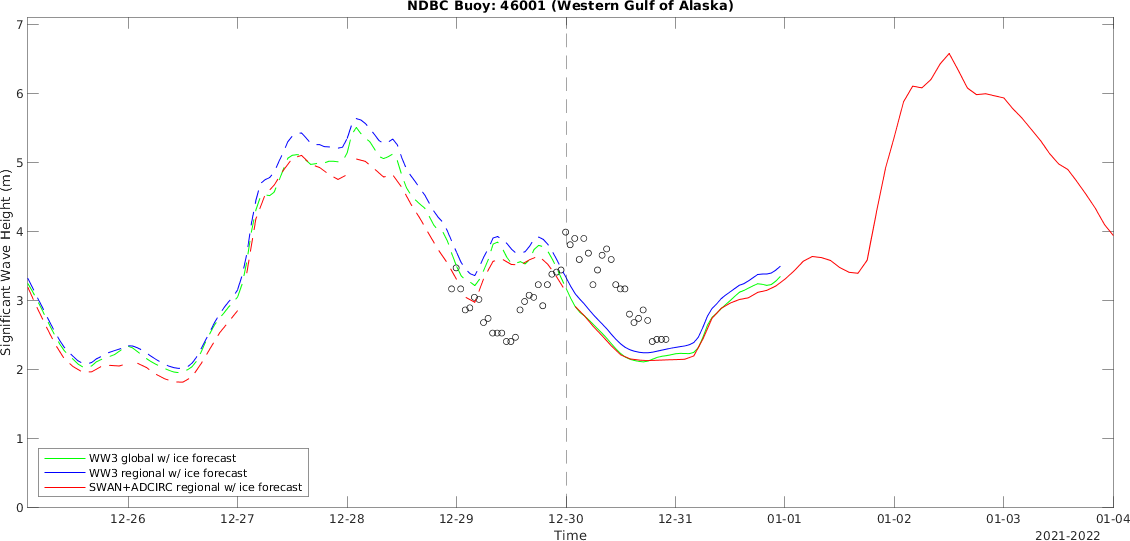 NDBC Buoy: 46001 (Western Gulf of Alaska)
7
6
5
4
3
2
1
0
Significant Wave Height (m)
WW3 global w/ ice forecast
WW3 regional w/ ice forecast
SWAN+ADCIRC regional w/ ice forecast
12-26 12-27 12-28 12-29 12-30 12-31 01-01 01-02 01-03 01-04
Time
2021-2022